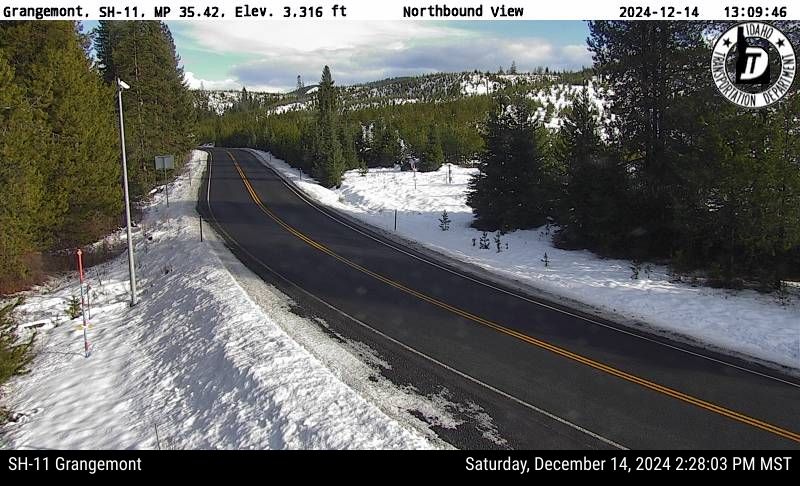 Grangemont, SH-11, MP 35.42, Elev. 3,316 ft Northbound View 2024-12-14 13:09:46
IDAHO
TRANSPORTATION DEPARTMENT
SH-11 Grangemont Saturday, December 14, 2024 2:28:03 PM MST